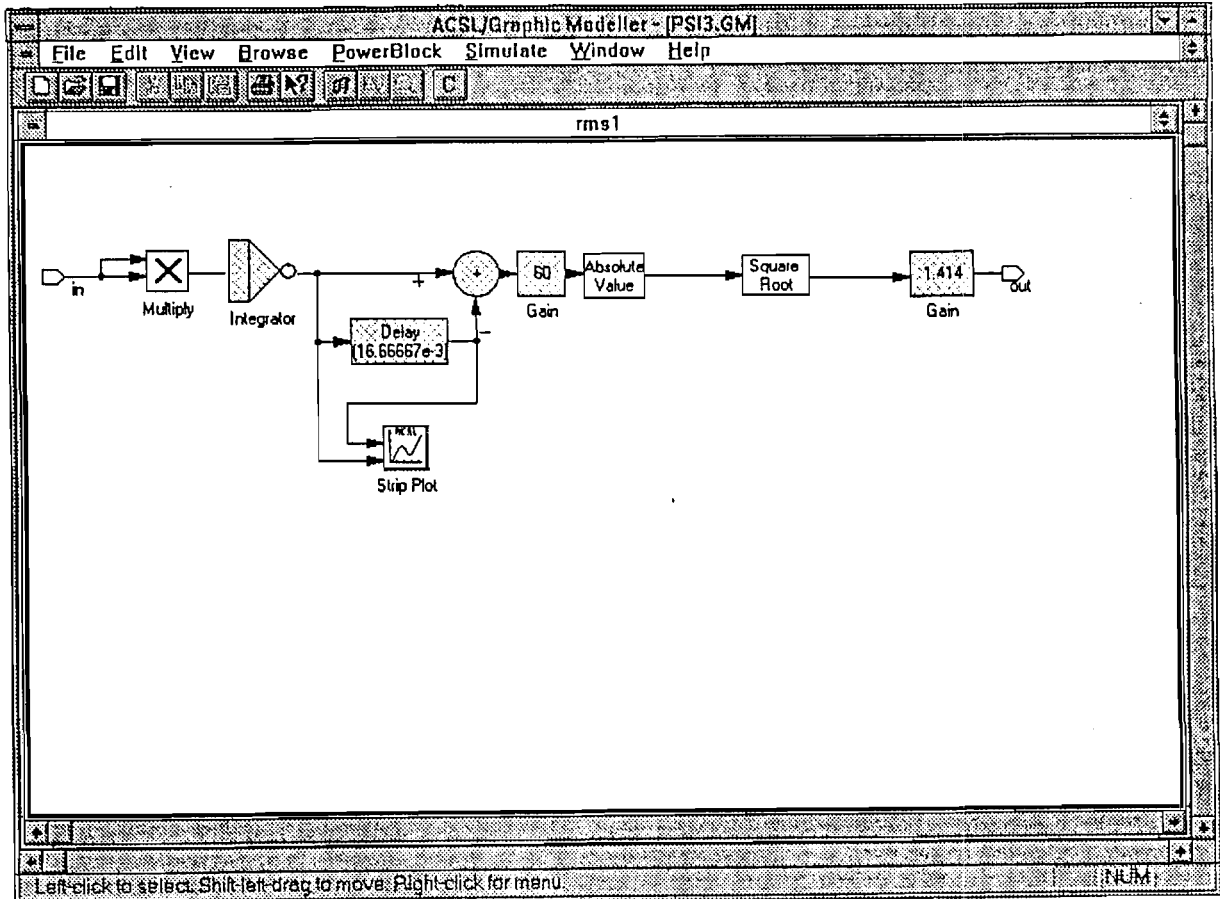 ACSL/Graphic Modeller - [PSI3.GM]
File Edit View Browse PowerBlock Simulate Window Help
C
rms1
in
Multiply
Integrator
+
+
60
Gain
Absolute
Value
Square
Root
1.414
Gain
out
Delay
(16.66667e-3
−
ACSL
Strip Plot
Left-click to select. Shift-left-drag to move. Right-click for menu.
NUM